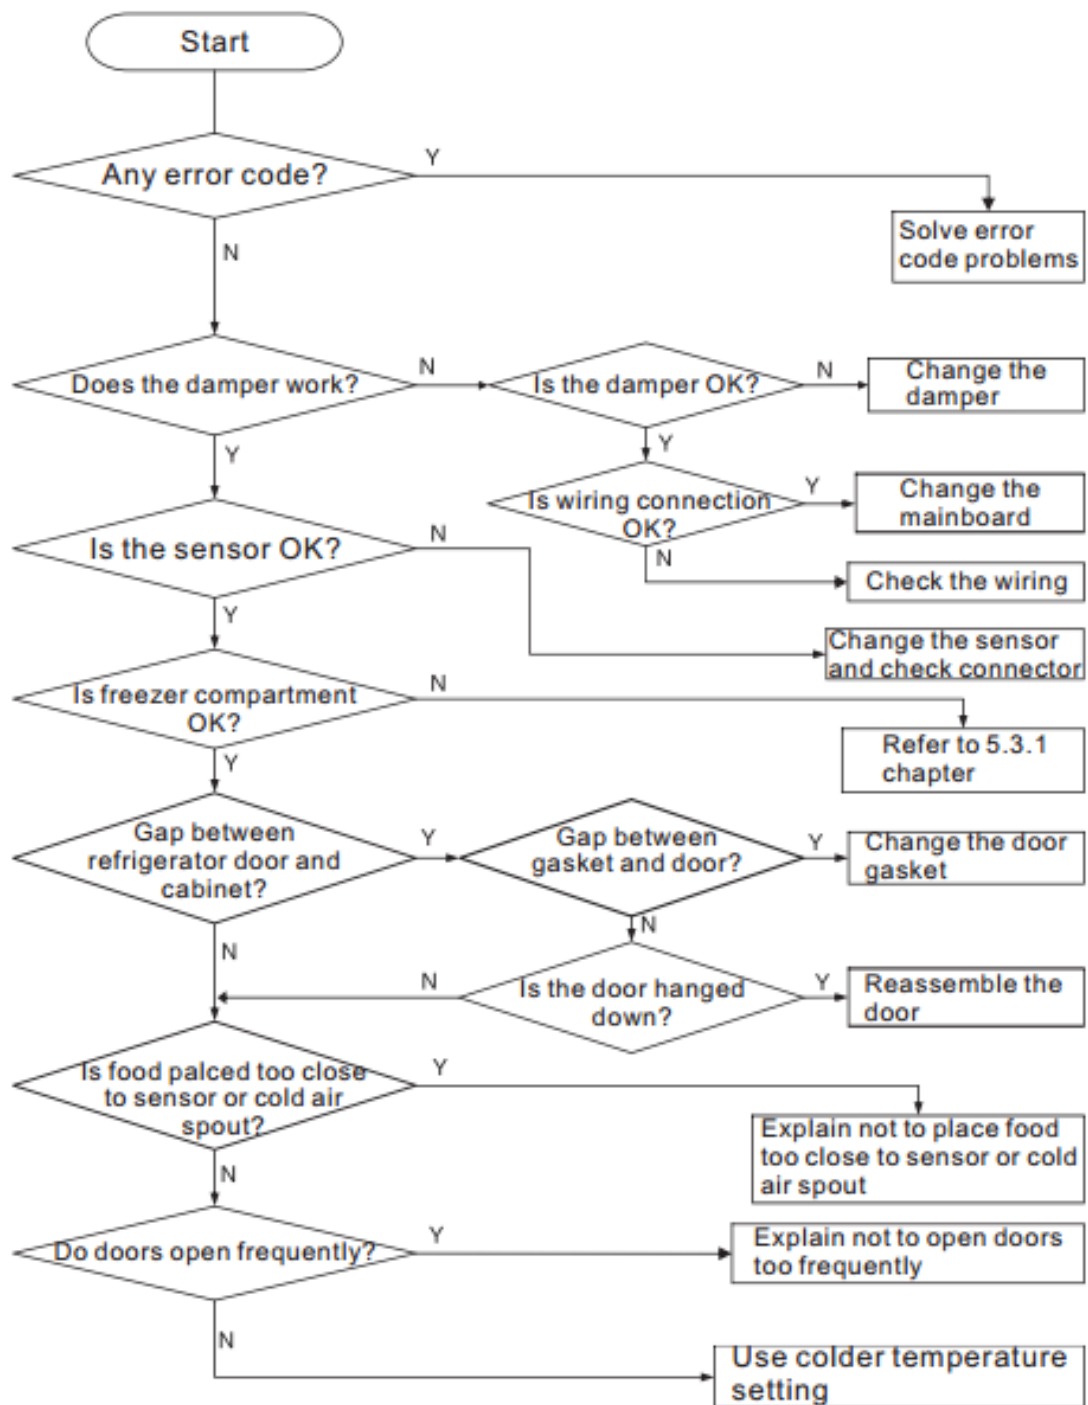 Start
Any error code?
Y
Solve error
code problems
N
Does the damper work?
N
Is the damper OK?
N
Change the
damper
Y
Y
Is wiring connection
OK?
Y
Change the
mainboard
N
Check the wiring
Is the sensor OK?
N
Change the sensor
and check connector
Y
Is freezer compartment
OK?
N
Refer to 5.3.1
chapter
Y
Gap between
refrigerator door and
cabinet?
Y
Gap between
gasket and door?
Y
Change the door
gasket
N
N
Is the door hanged
down?
N
Y
Reassemble the
door
Is food palced too close
to sensor or cold air
spout?
Y
Explain not to place food
too close to sensor or cold
air spout
N
Do doors open frequently?
Y
Explain not to open doors
too frequently
N
Use colder temperature
setting